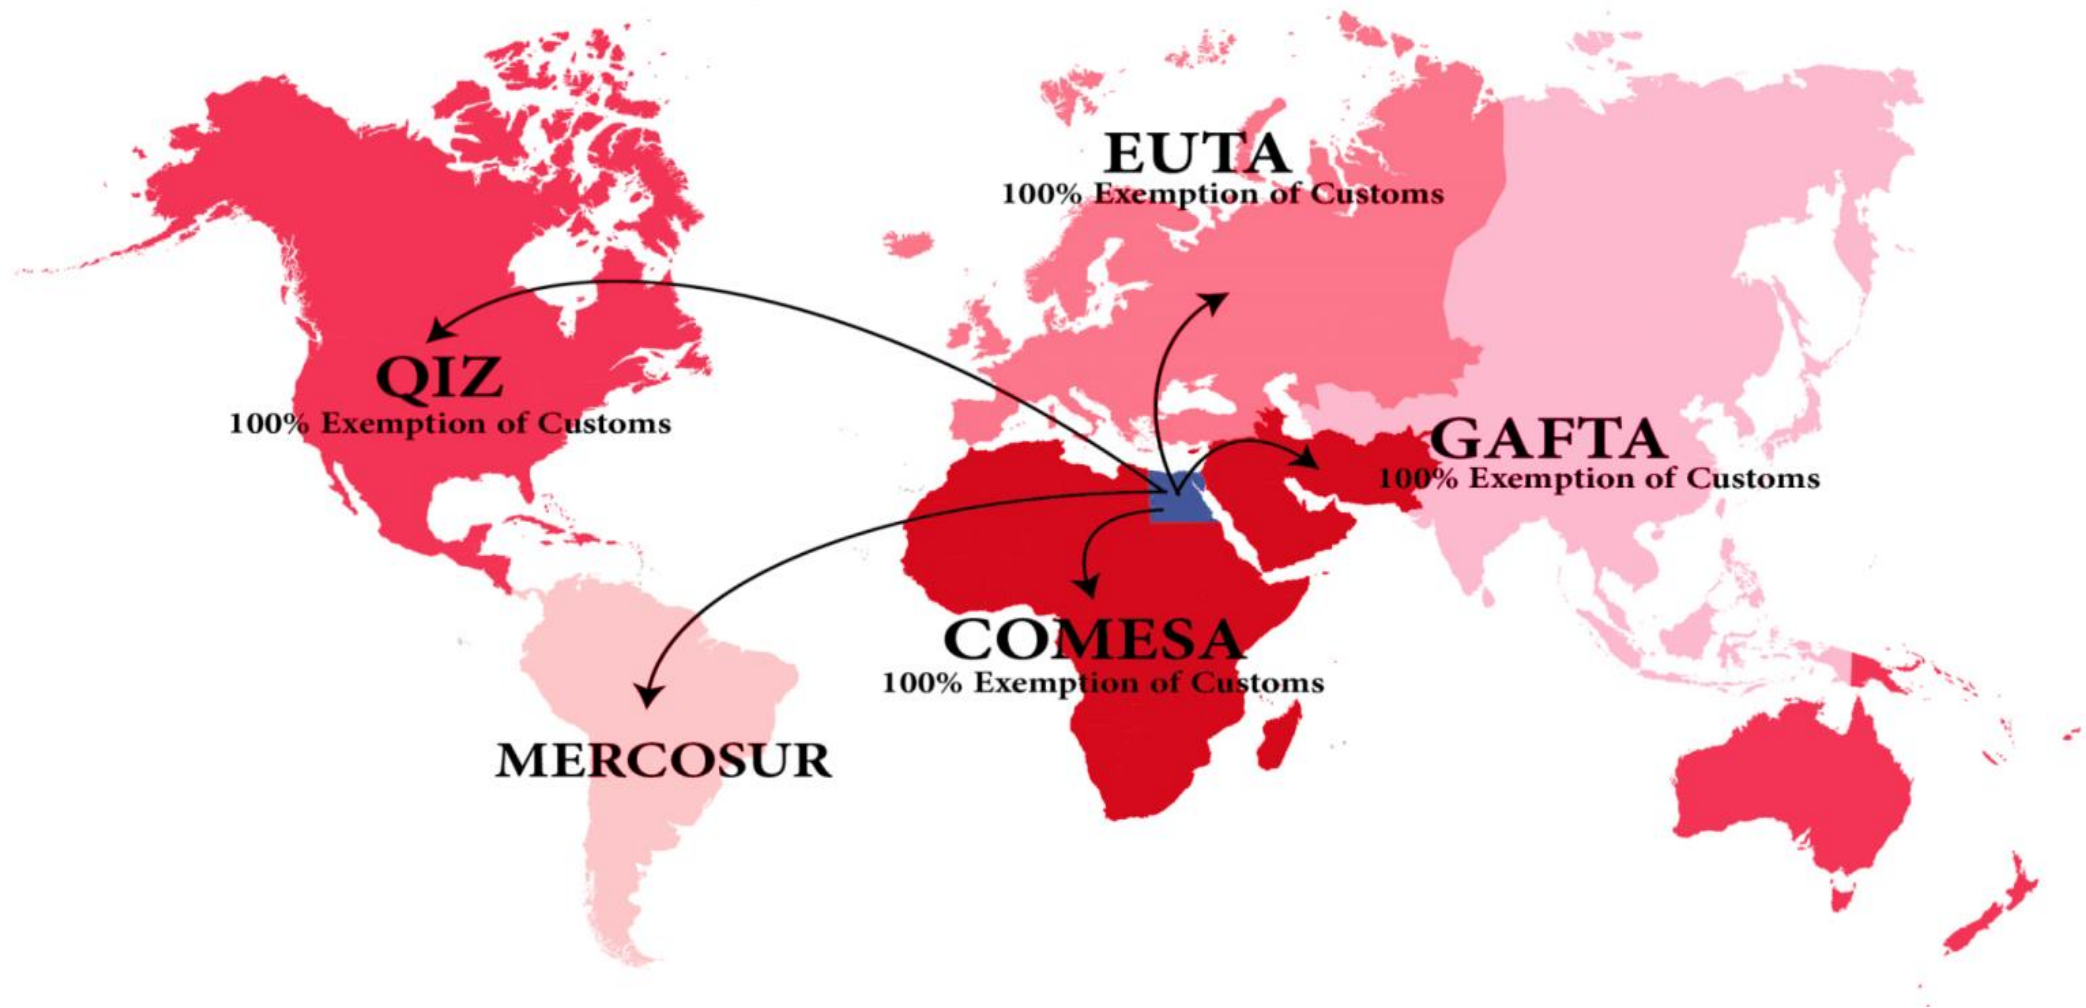 EUTA
100% Exemption of Customs
QIZ
100% Exemption of Customs
GAFTA
100% Exemption of Customs
COMESA
100% Exemption of Customs
MERCOSUR